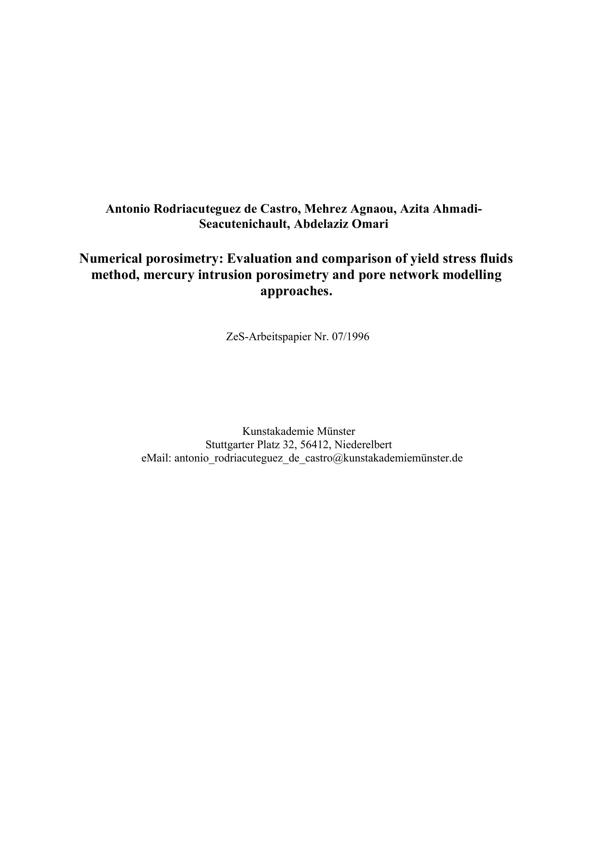 Antonio Rodriacuteguez de Castro, Mehrez Agnaou, Azita Ahmadi-
Seacutenichault, Abdelaziz Omari
Numerical porosimetry: Evaluation and comparison of yield stress fluids
method, mercury intrusion porosimetry and pore network modelling
approaches.
ZeS-Arbeitspapier Nr. 07/1996
Kunstakademie Münster
Stuttgarter Platz 32, 56412, Niederelbert
eMail: antonio_rodriacuteguez_de_castro@kunstakademiemünster.de